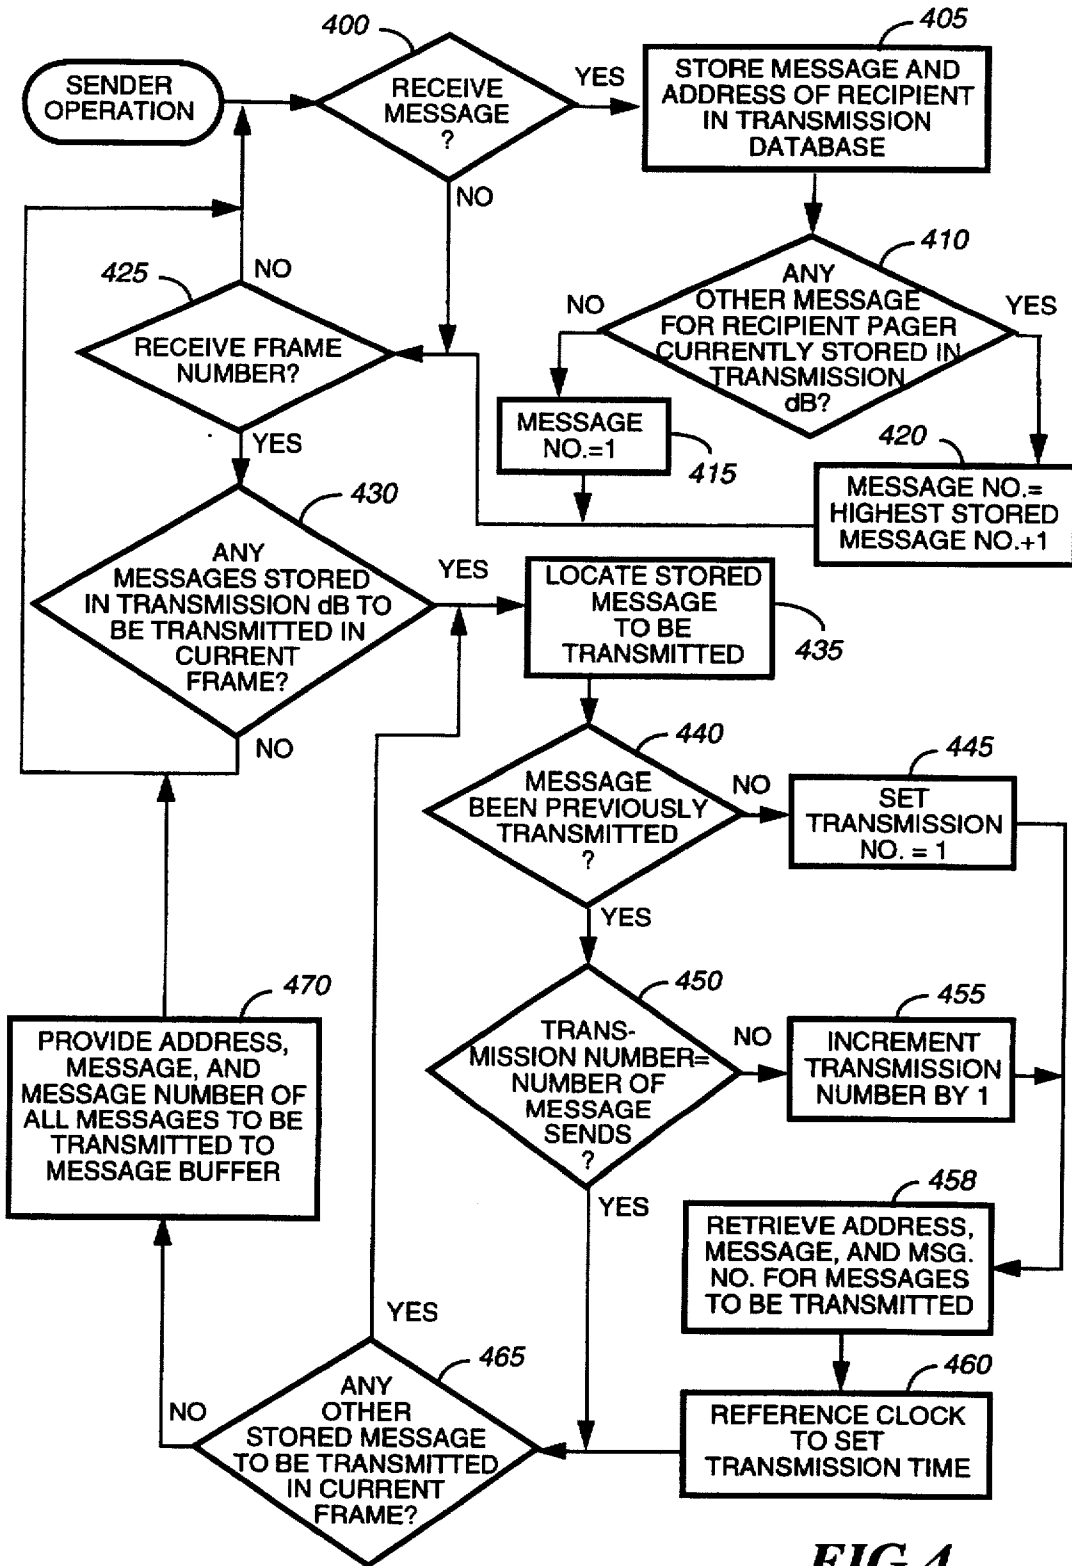 SENDER
OPERATION
400
RECEIVE
MESSAGE
?
YES
NO
405
STORE MESSAGE AND
ADDRESS OF RECIPIENT
IN TRANSMISSION
DATABASE
410
ANY
OTHER MESSAGE
FOR RECIPIENT PAGER
CURRENTLY STORED IN
TRANSMISSION
dB?
NO
YES
MESSAGE
NO.=1
415
420
MESSAGE NO.=
HIGHEST STORED
MESSAGE NO.+1
425
NO
RECEIVE FRAME
NUMBER?
YES
430
ANY
MESSAGES STORED
IN TRANSMISSION dB TO
BE TRANSMITTED IN
CURRENT
FRAME?
YES
NO
LOCATE STORED
MESSAGE
TO BE
TRANSMITTED
435
440
MESSAGE
BEEN PREVIOUSLY
TRANSMITTED
?
NO
YES
445
SET
TRANSMISSION
NO. = 1
450
TRANS-
MISSION NUMBER=
NUMBER OF
MESSAGE
SENDS
?
NO
YES
455
INCREMENT
TRANSMISSION
NUMBER BY 1
458
RETRIEVE ADDRESS,
MESSAGE, AND MSG.
NO. FOR MESSAGES
TO BE TRANSMITTED
460
REFERENCE CLOCK
TO SET
TRANSMISSION TIME
465
ANY
OTHER
STORED MESSAGE
TO BE TRANSMITTED
IN CURRENT
FRAME?
YES
NO
470
PROVIDE ADDRESS,
MESSAGE, AND
MESSAGE NUMBER OF
ALL MESSAGES TO BE
TRANSMITTED TO
MESSAGE BUFFER
FIG.4